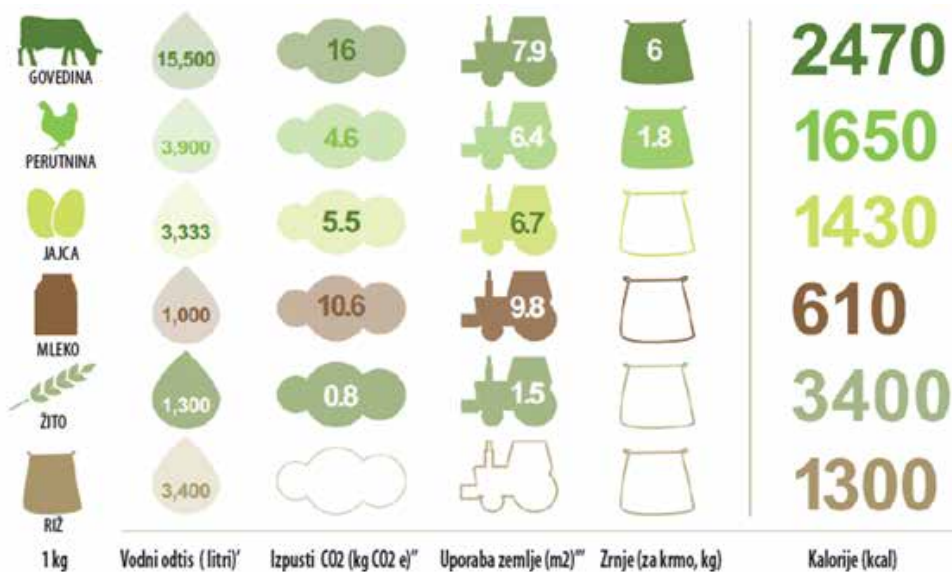 GOVEDINA 15,500 16 7.9 6 2470
PERUTNINA 3,900 4.6 6.4 1.8 1650
JAJCA 3,333 5.5 6.7 1430
MLEKO 1,000 10.6 9.8 610
ŽITO 1,300 0.8 1.5 3400
RIŽ 3,400 1300
1 kg Vodni odtis ( litri)' Izpusti CO2 (kg CO2 e)" Uporaba zemlje (m2)"' Zrnje (za krmo, kg) Kalorije (kcal)